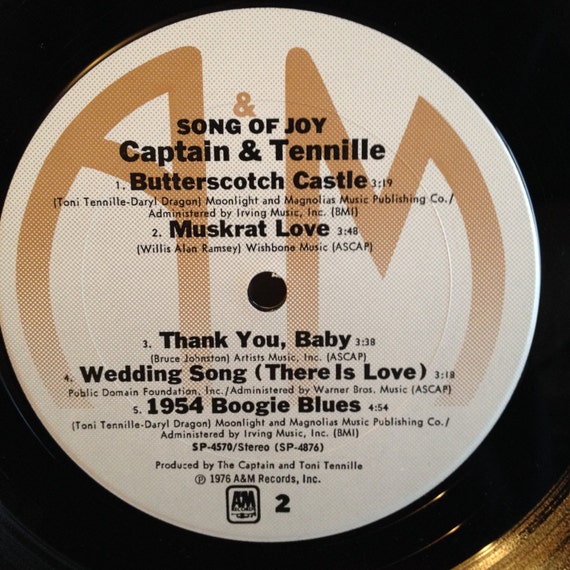 A&M
SONG OF JOY
Captain & Tennille
1. Butterscotch Castle 3:19
(Toni Tennille-Daryl Dragon) Moonlight and Magnolias Music Publishing Co./
Administered by Irving Music, Inc. (BMI)
2. Muskrat Love 3:48
(Willis Alan Ramsey) Wishbone Music (ASCAP)
3. Thank You, Baby 3:38
(Bruce Johnston) Artists Music, Inc. (ASCAP)
4. Wedding Song (There Is Love) 3:18
Public Domain Foundation, Inc./Administered by Warner Bros. Music (ASCAP)
5. 1954 Boogie Blues 4:54
(Toni Tennille-Daryl Dragon) Moonlight and Magnolias Music Publishing Co./
Administered by Irving Music, Inc. (BMI)
SP-4570/Stereo (SP-4876)
Produced by The Captain and Toni Tennille
℗ 1976 A&M Records, Inc.
A&M RECORDS 2